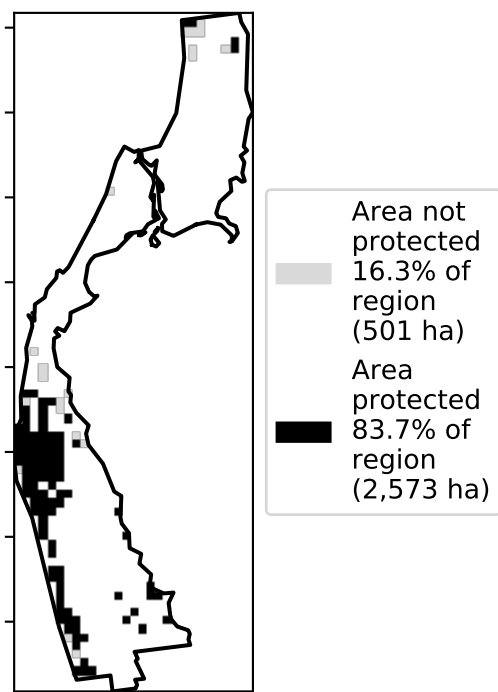 Area not
protected
16.3% of
region
(501 ha)
Area
protected
83.7% of
region
(2,573 ha)